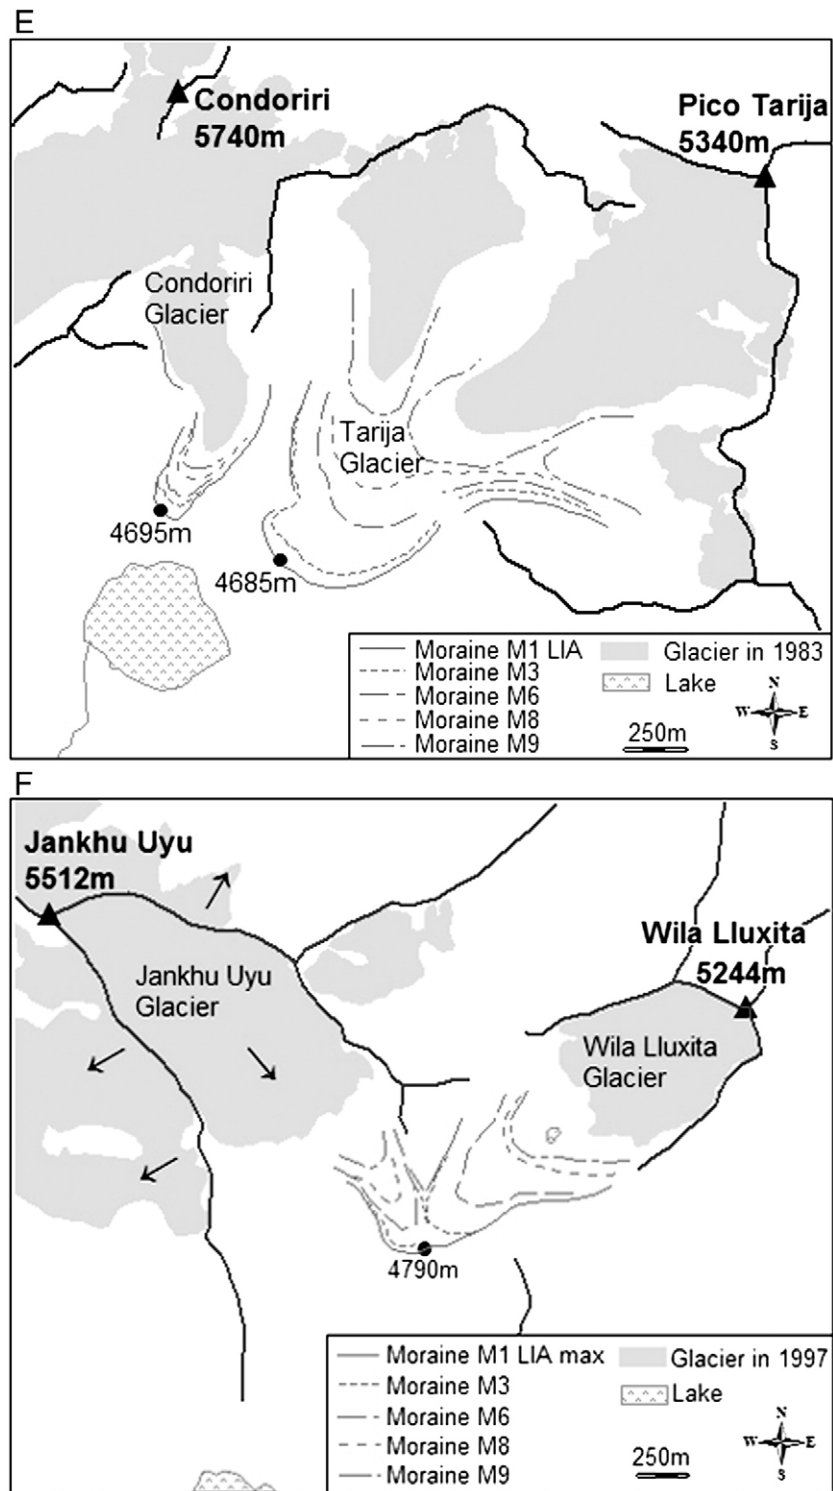 E
Condoriri
5740m
Pico Tarija
5340m
Condoriri
Glacier
Tarija
Glacier
4695m
4685m
Moraine M1 LIA
Moraine M3
Moraine M6
Moraine M8
Moraine M9
Glacier in 1983
Lake
N
W E
S
250m
F
Jankhu Uyu
5512m
Jankhu Uyu
Glacier
Wila Lluxita
5244m
Wila Lluxita
Glacier
4790m
Moraine M1 LIA max
Moraine M3
Moraine M6
Moraine M8
Moraine M9
Glacier in 1997
Lake
N
W E
S
250m